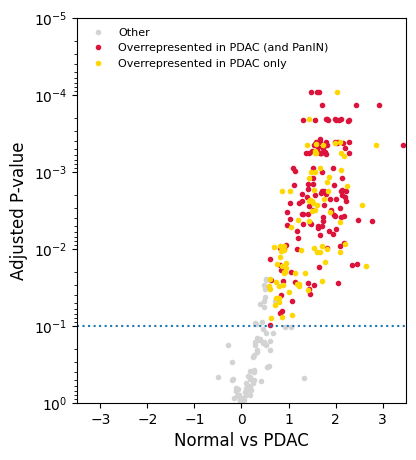 10⁻⁵
Other
Overrepresented in PDAC (and PanIN)
Overrepresented in PDAC only
10⁻⁴
10⁻³
10⁻²
10⁻¹
10⁰
Adjusted P-value
−3 −2 −1 0 1 2 3
Normal vs PDAC